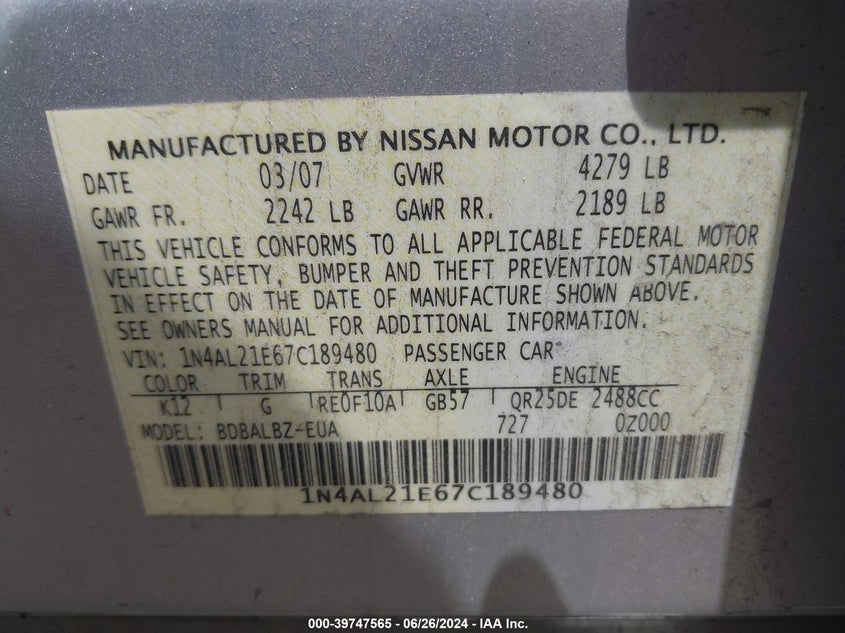 MANUFACTURED BY NISSAN MOTOR CO., LTD.
DATE 03/07 GVWR 4279 LB
GAWR FR. 2242 LB GAWR RR. 2189 LB
THIS VEHICLE CONFORMS TO ALL APPLICABLE FEDERAL MOTOR
VEHICLE SAFETY, BUMPER AND THEFT PREVENTION STANDARDS
IN EFFECT ON THE DATE OF MANUFACTURE SHOWN ABOVE.
SEE OWNERS MANUAL FOR ADDITIONAL INFORMATION.
VIN: 1N4AL21E67C189480 PASSENGER CAR
COLOR TRIM TRANS AXLE ENGINE
K12 G RE0F10A GB57 QR25DE 2488CC
MODEL: BDBALBZ-EUA 727 0Z000
1N4AL21E67C189480
000-39747565 - 06/26/2024 - IAA Inc.